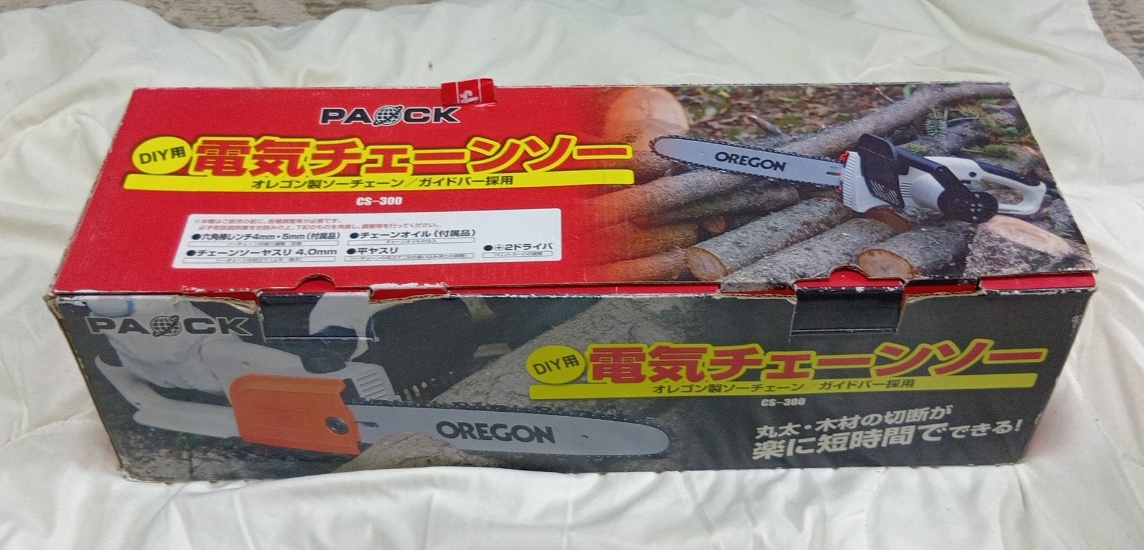 PAOCK
DIY用
電気チェーンソー
オレゴン製ソーチェーン/ガイドバー採用
CS-300
OREGON
●六角棒レンチ4mm・5mm(付属品)
●チェーンオイル(付属品)
●チェーンソーヤスリ 4.0mm
●平ヤスリ
●⊕2ドライバ
PAOCK
DIY用
電気チェーンソー
オレゴン製ソーチェーン/ガイドバー採用
CS-300
OREGON
丸太・木材の切断が
楽に短時間でできる!